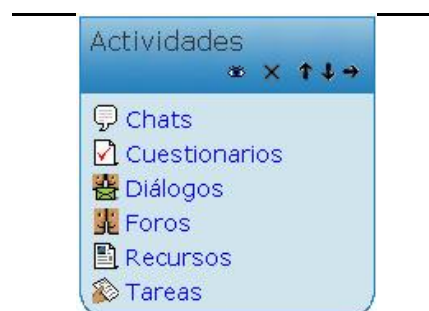 Actividades
Chats
Cuestionarios
Diálogos
Foros
Recursos
Tareas